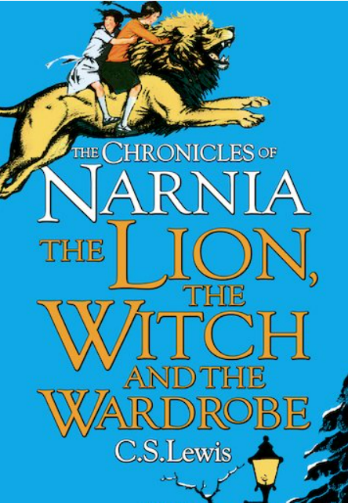 THE CHRONICLES OF
NARNIA
THE LION,
THE
WITCH
AND THE
WARDROBE
C.S.Lewis